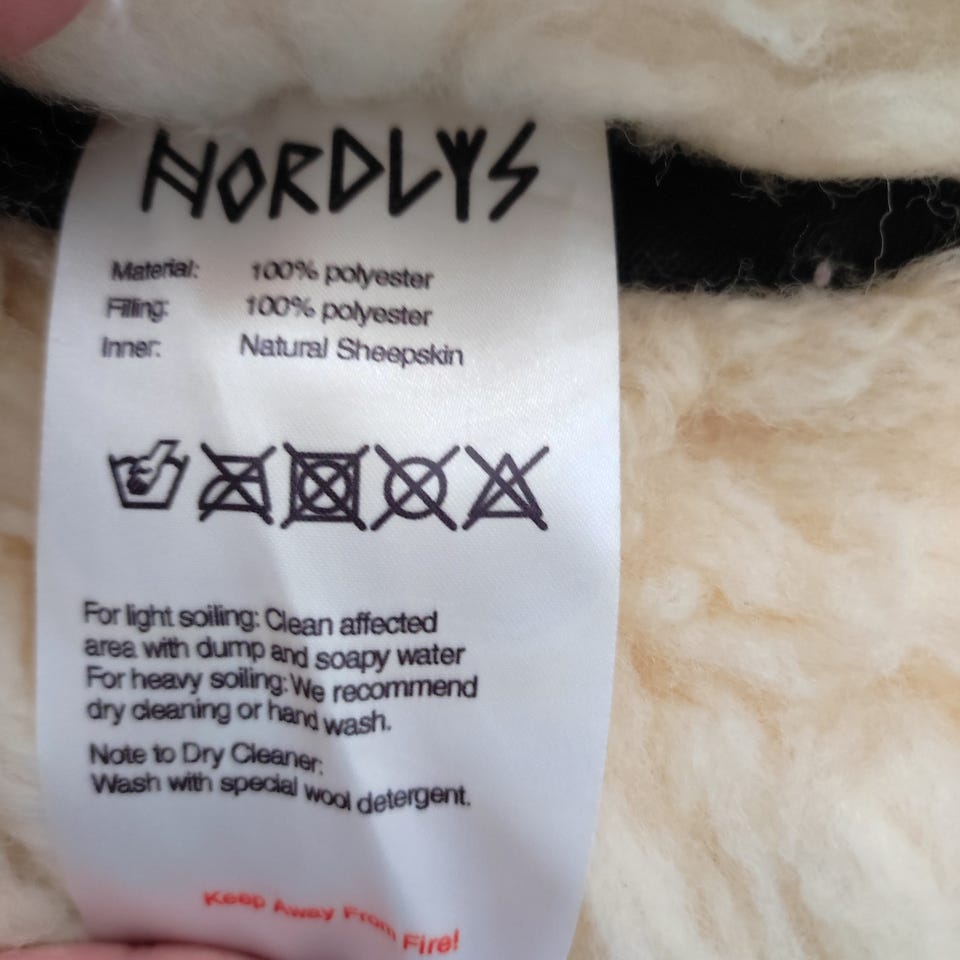 NORDLYS
Material: 100% polyester
Filling: 100% polyester
Inner: Natural Sheepskin
For light soiling: Clean affected
area with dump and soapy water
For heavy soiling: We recommend
dry cleaning or hand wash.
Note to Dry Cleaner:
Wash with special wool detergent.
Keep Away From Fire!